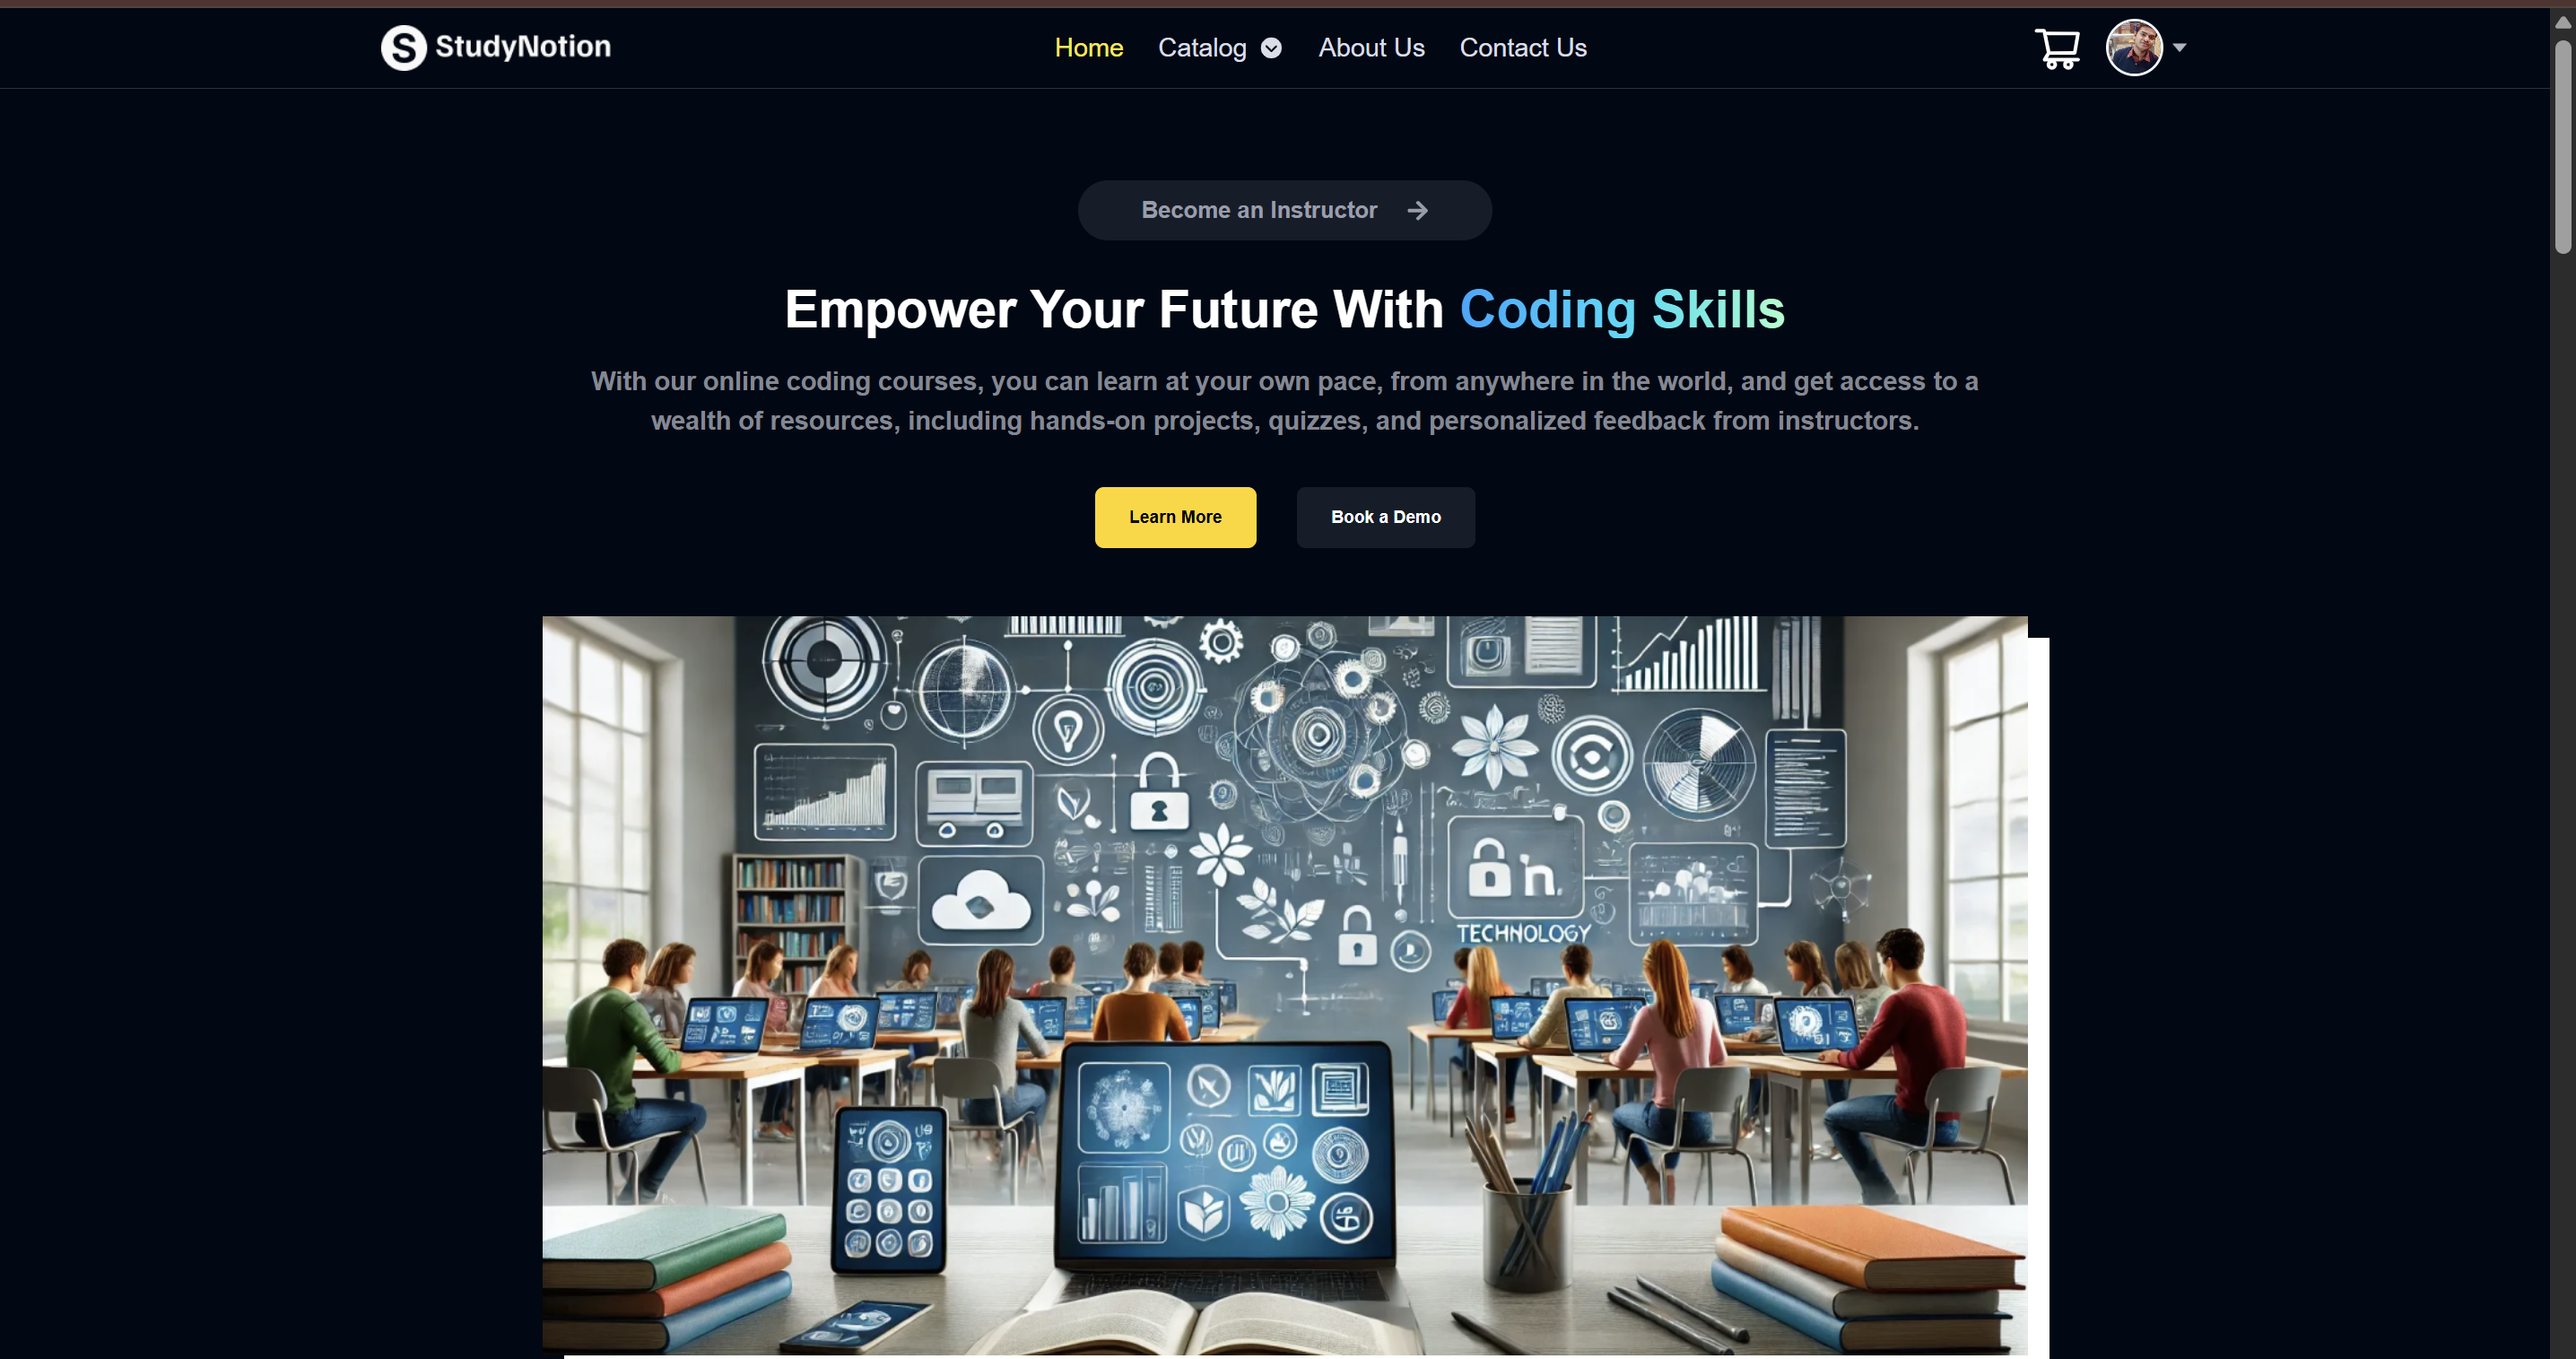 S StudyNotion
Home Catalog About Us Contact Us
Become an Instructor
Empower Your Future With Coding Skills
With our online coding courses, you can learn at your own pace, from anywhere in the world, and get access to a
wealth of resources, including hands-on projects, quizzes, and personalized feedback from instructors.
Learn More Book a Demo
TECHNOLOGY